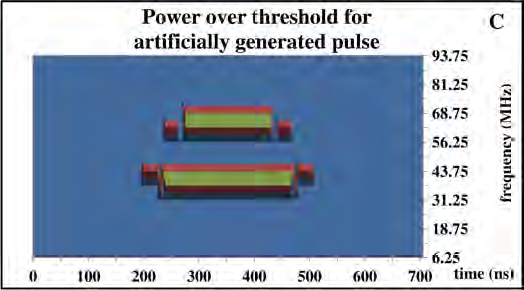 Power over threshold for
artificially generated pulse
C
93.75
81.25
68.75
56.25
43.75
31.25
18.75
6.25
frequency (MHz)
0 100 200 300 400 500 600 700 time (ns)